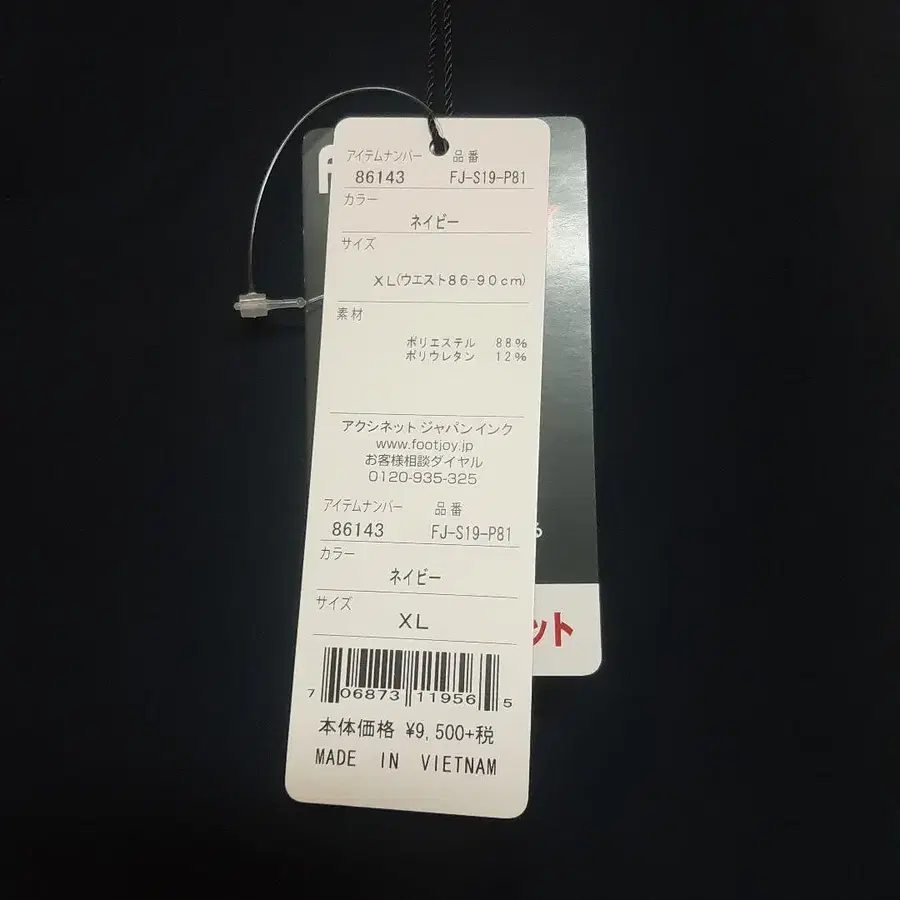 アイテムナンバー 品番
86143 FJ-S19-P81
カラー
ネイビー
サイズ
XL(ウエスト86-90cm)
素材
ポリエステル 88%
ポリウレタン 12%
アクシネット ジャパン インク
www.footjoy.jp
お客様相談ダイヤル
0120-935-325
アイテムナンバー 品番
86143 FJ-S19-P81
カラー
ネイビー
サイズ
XL
7 06873 11956 5
本体価格 ¥9,500+税
MADE IN VIETNAM
ット